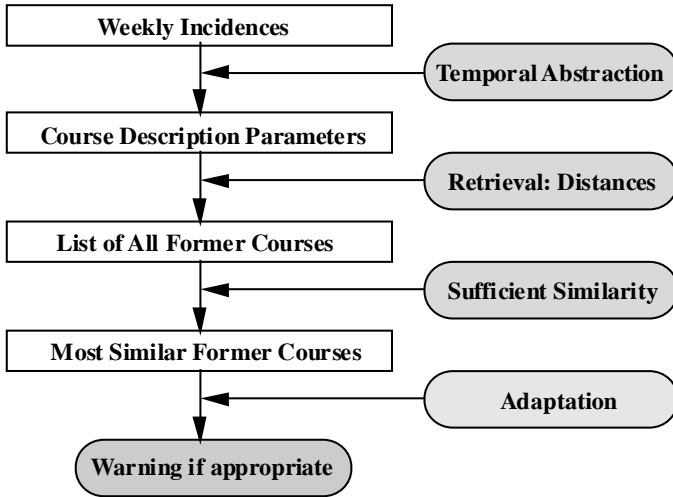 Weekly Incidences
Temporal Abstraction
Course Description Parameters
Retrieval: Distances
List of All Former Courses
Sufficient Similarity
Most Similar Former Courses
Adaptation
Warning if appropriate